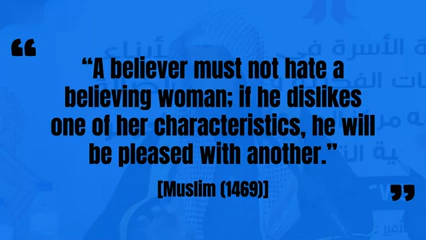 “A believer must not hate a
believing woman; if he dislikes
one of her characteristics, he will
be pleased with another.”
[Muslim (1469)]